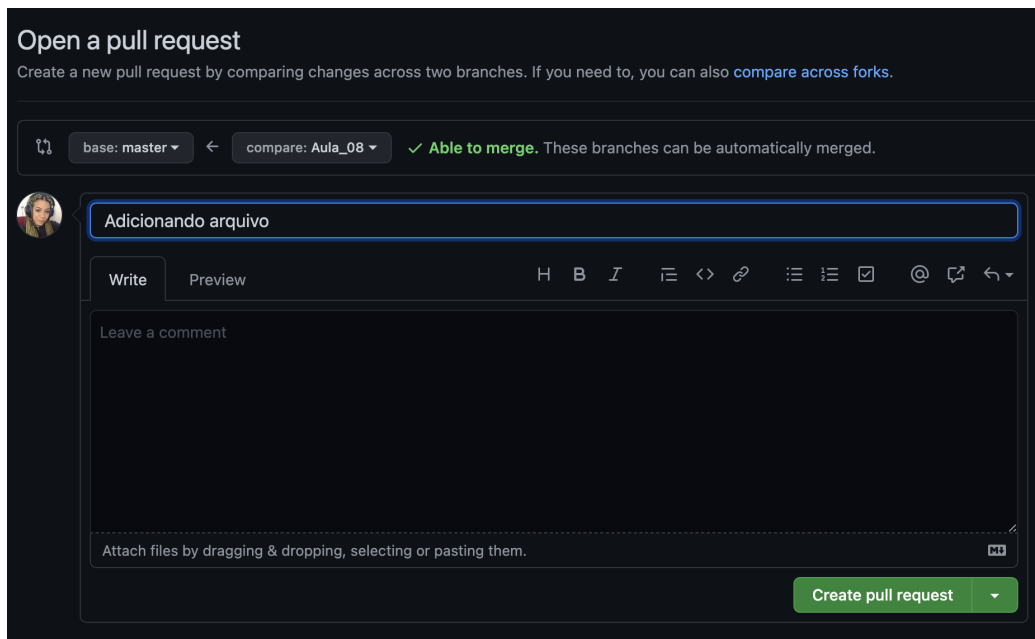 Open a pull request
Create a new pull request by comparing changes across two branches. If you need to, you can also compare across forks.
base: master compare: Aula_08 Able to merge. These branches can be automatically merged.
Adicionando arquivo
Write Preview H B I
Leave a comment
Attach files by dragging & dropping, selecting or pasting them.
Create pull request